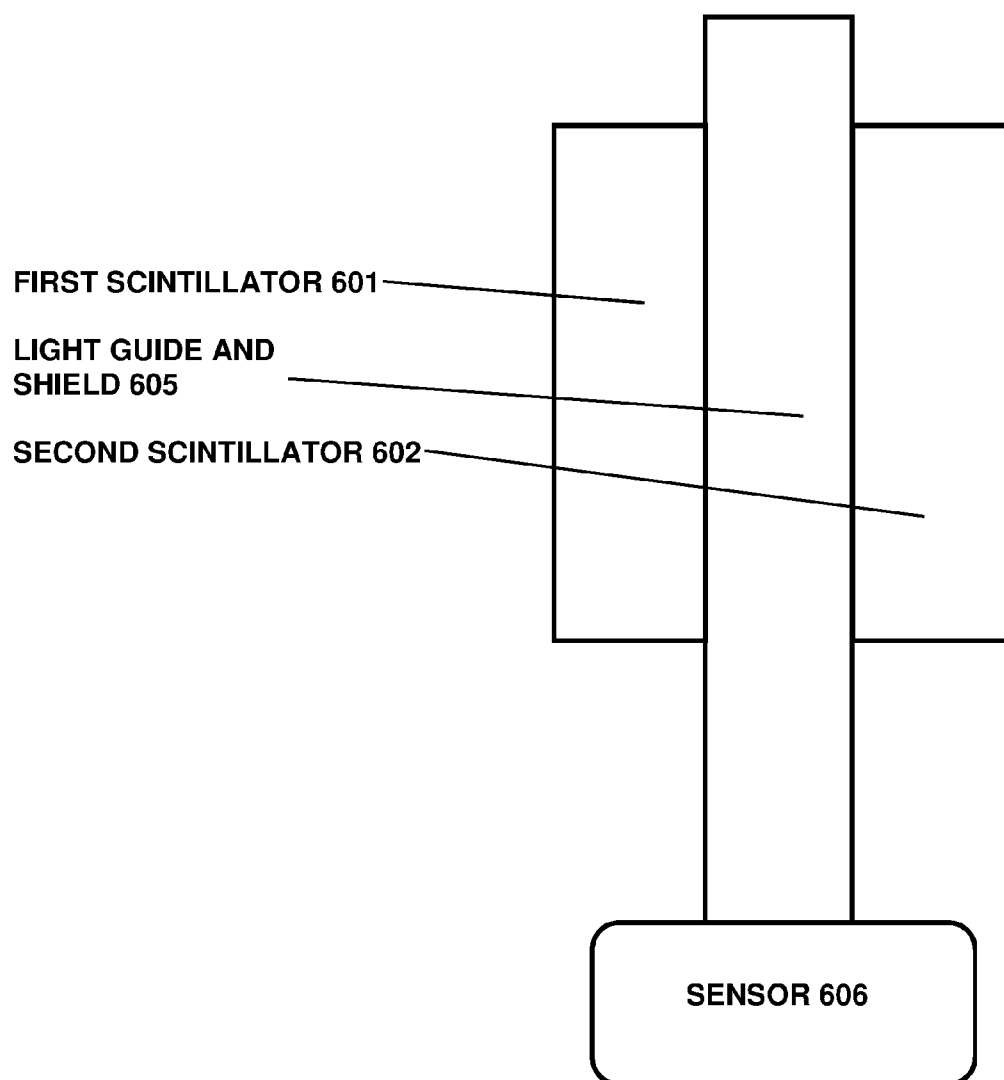 FIRST SCINTILLATOR 601
LIGHT GUIDE AND
SHIELD 605
SECOND SCINTILLATOR 602
SENSOR 606